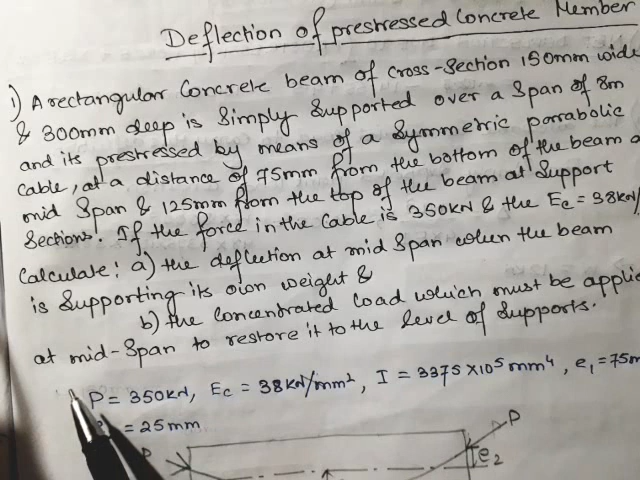 Deflection of prestressed Concrete Member
1) A rectangular Concrete beam of cross-section 150mm wide
& 300mm deep is Simply Supported over a Span of 8m
and its prestressed by means of a Symmetric parrabolic
Cable, at a distance of 75mm from the bottom of the beam a
mid Span & 125mm from the top of the beam at Support
Sections. If the force in the Cable is 350KN & the Ec = 38KN/
Calculate: a) the deflection at mid Span when the beam
is Supporting its own weight &
b) the Concentrated load which must be applie
at mid-Span to restore it to the level of Supports.
P = 350KN, Ec = 38KN/mm², I = 3375 x 10⁵ mm⁴, e₁ = 75m
= 25mm
P
P
e₂